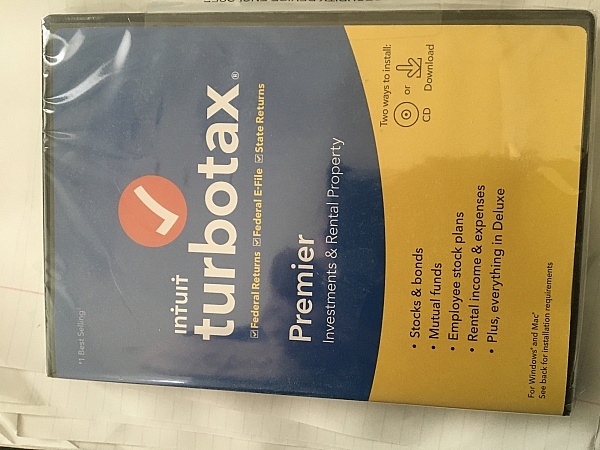 #1 Best Selling
intuit
turbotax®
Federal Returns Federal E-File State Returns
Premier
Investments & Rental Property
Two ways to install:
CD or Download
• Stocks & bonds
• Mutual funds
• Employee stock plans
• Rental income & expenses
• Plus, everything in Deluxe
For Windows® and Mac®
See back for installation requirements